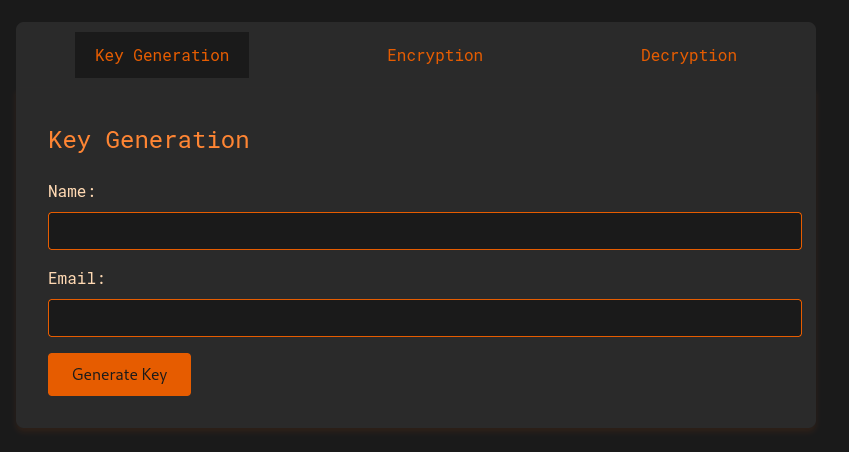 Key Generation Encryption Decryption
Key Generation
Name:
Email:
Generate Key